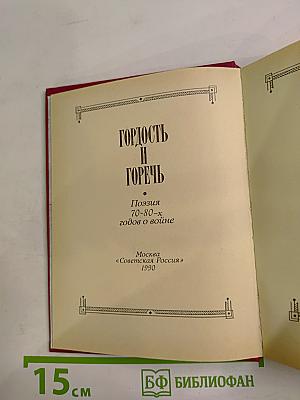 ГОРДОСТЬ
И
ГОРЕЧЬ
Поэзия
70-80-х
годов о войне
Москва
«Советская Россия»
1990
15 см
БФ БИБЛИОФАН